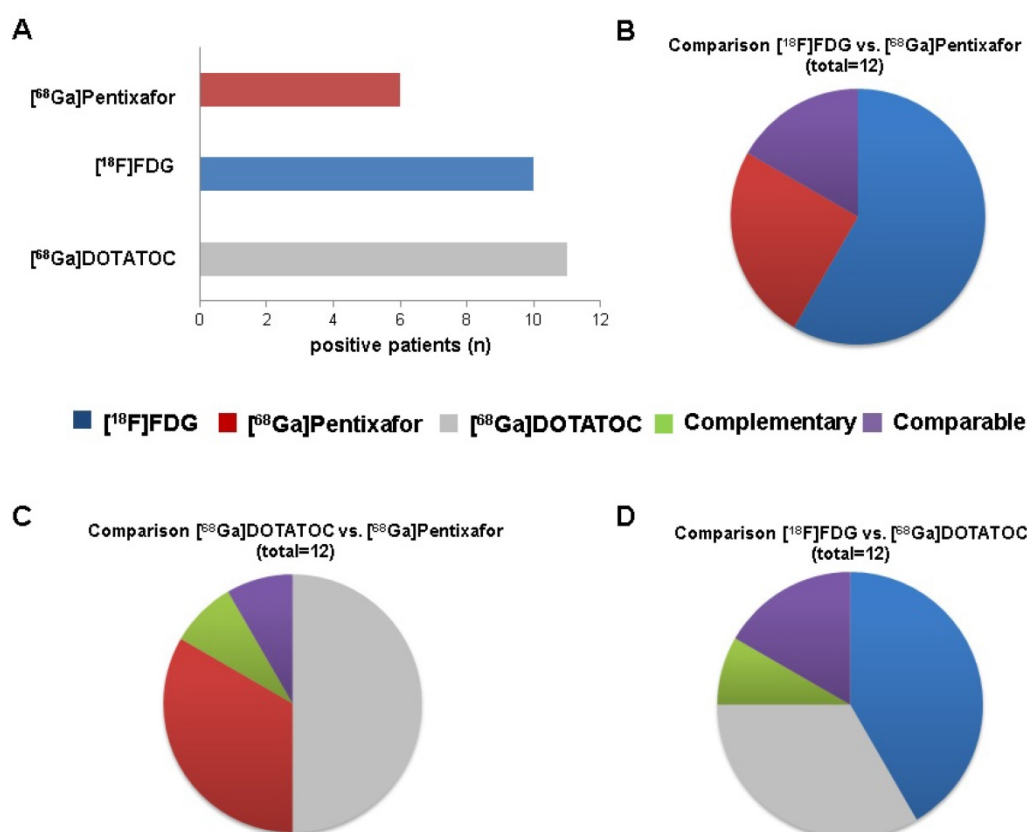 A
[⁶⁸Ga]Pentixafor
[¹⁸F]FDG
[⁶⁸Ga]DOTATOC
0 2 4 6 8 10 12
positive patients (n)
B
Comparison [¹⁸F]FDG vs. [⁶⁸Ga]Pentixafor
(total=12)
[¹⁸F]FDG [⁶⁸Ga]Pentixafor [⁶⁸Ga]DOTATOC Complementary Comparable
C
Comparison [⁶⁸Ga]DOTATOC vs. [⁶⁸Ga]Pentixafor
(total=12)
D
Comparison [¹⁸F]FDG vs. [⁶⁸Ga]DOTATOC
(total=12)